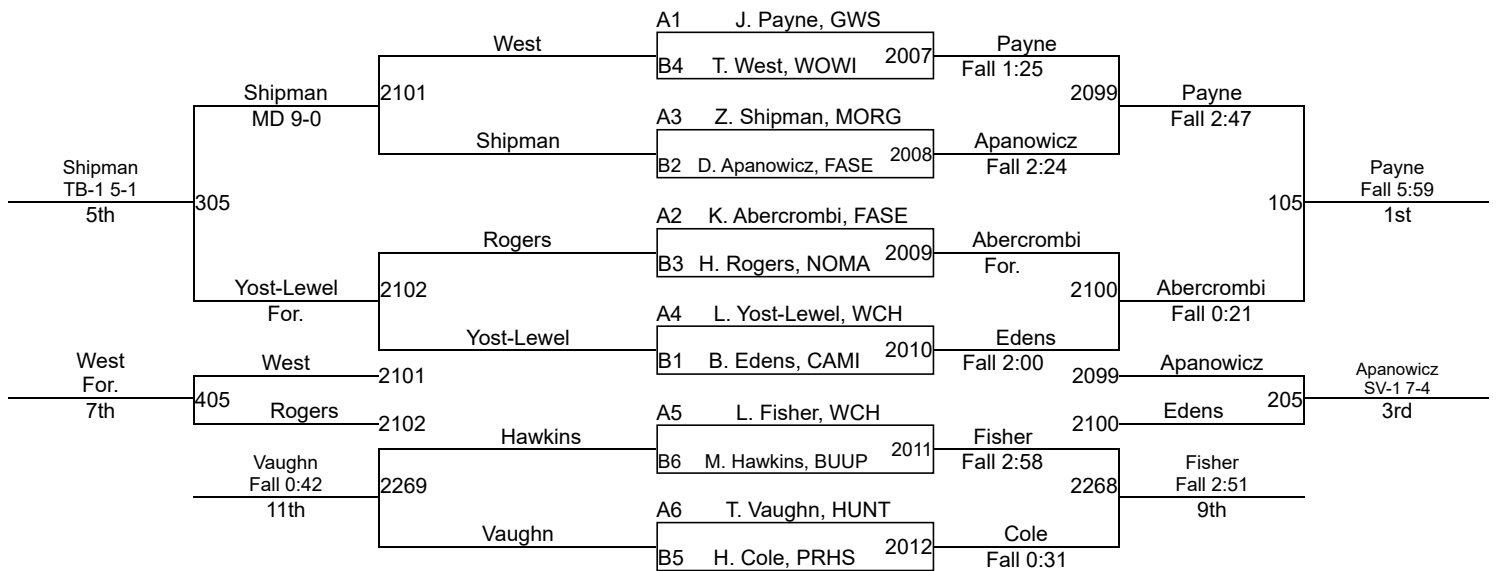 A1 J. Payne, GWS
West 2007 Payne
B4 T. West, WOWI Fall 1:25
Shipman 2101 2099 Payne
MD 9-0 A3 Z. Shipman, MORG Fall 2:47
Shipman 2008 Apanowicz
B2 D. Apanowicz, FASE Fall 2:24
Shipman Payne
TB-1 5-1 Fall 5:59
5th 305 105 1st
A2 K. Abercrombi, FASE
Rogers 2009 Abercrombi
B3 H. Rogers, NOMA For.
Yost-Lewel 2102 2100 Abercrombi
For. A4 L. Yost-Lewel, WCH Fall 0:21
Yost-Lewel 2010 Edens
B1 B. Edens, CAMI Fall 2:00
West West 2101 2099 Apanowicz Apanowicz
For. 405 205 SV-1 7-4
7th Rogers 2102 2100 Edens 3rd
A5 L. Fisher, WCH
Hawkins 2011 Fisher
B6 M. Hawkins, BUUP Fall 2:58
Vaughn Fisher
Fall 0:42 2269 2268 Fall 2:51
11th A6 T. Vaughn, HUNT 9th
Vaughn 2012 Cole
B5 H. Cole, PRHS Fall 0:31